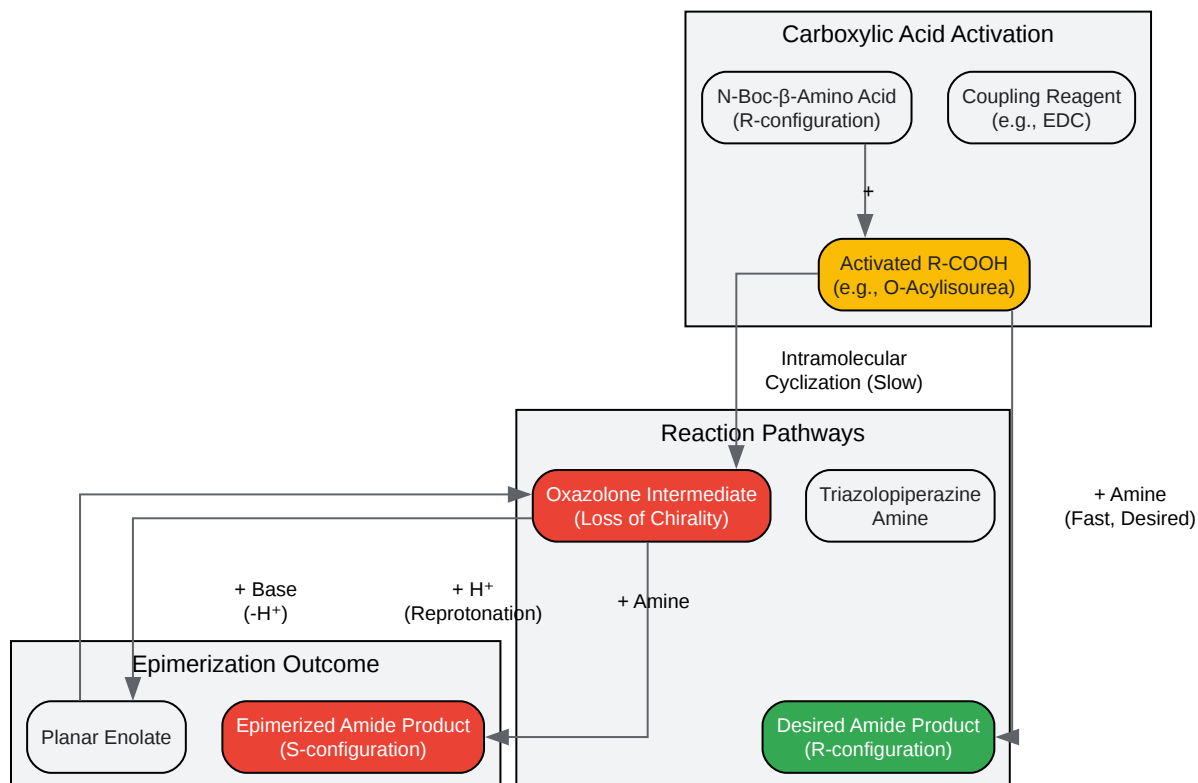 Carboxylic Acid Activation
N-Boc-β-Amino Acid
(R-configuration)
Coupling Reagent
(e.g., EDC)
+
Activated R-COOH
(e.g., O-Acylisourea)
Intramolecular
Cyclization (Slow)
Reaction Pathways
Oxazolone Intermediate
(Loss of Chirality)
Triazolopiperazine
Amine
+ Amine
(Fast, Desired)
+ Base
(-H⁺)
+ H⁺
(Reprotonation)
+ Amine
Epimerization Outcome
Planar Enolate
Epimerized Amide Product
(S-configuration)
Desired Amide Product
(R-configuration)